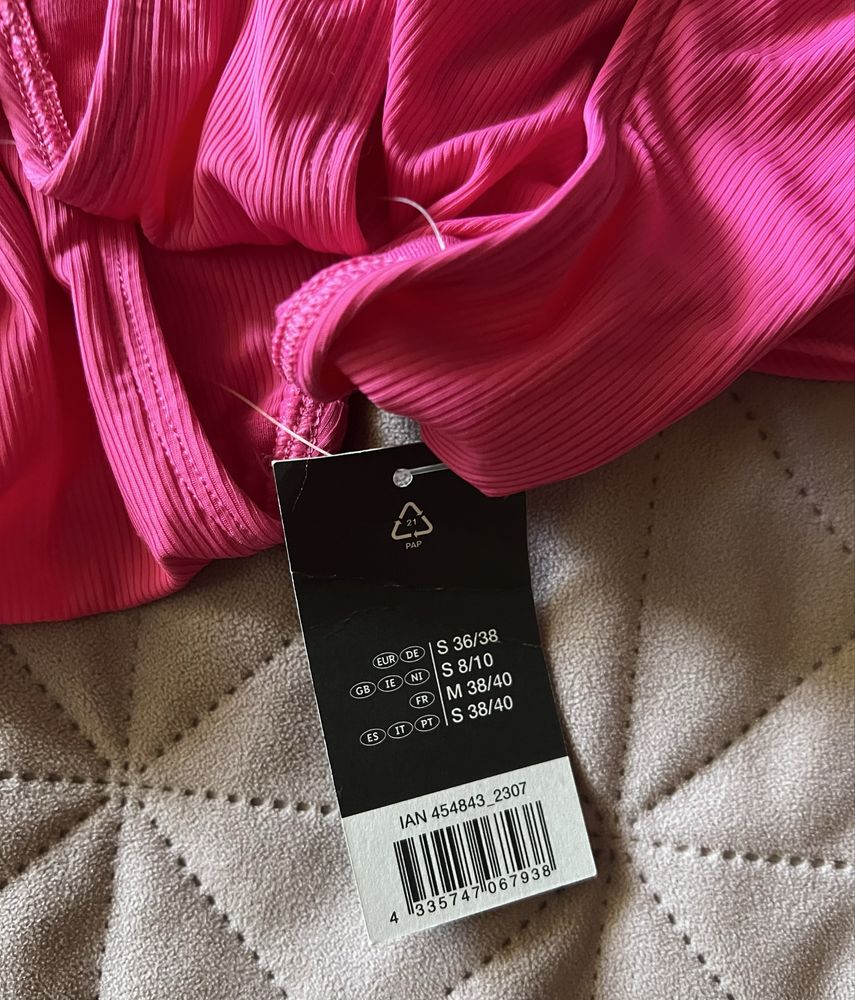 21
PAP
EUR DE S 36/38
GB IE NI S 8/10
FR M 38/40
ES IT PT S 38/40
IAN 454843_2307
4 335747 067938